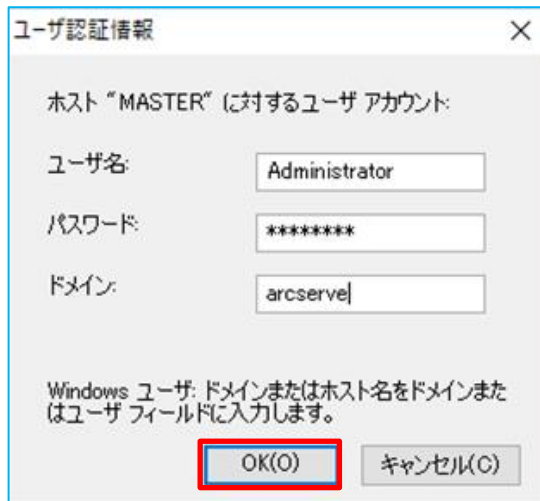 ユーザ認証情報
ホスト "MASTER" に対するユーザ アカウント:
ユーザ名:
Administrator
パスワード:
********
ドメイン:
arcserve
Windows ユーザ: ドメインまたはホスト名をドメインまた
はユーザ フィールドに入力します。
OK(O)
キャンセル(C)